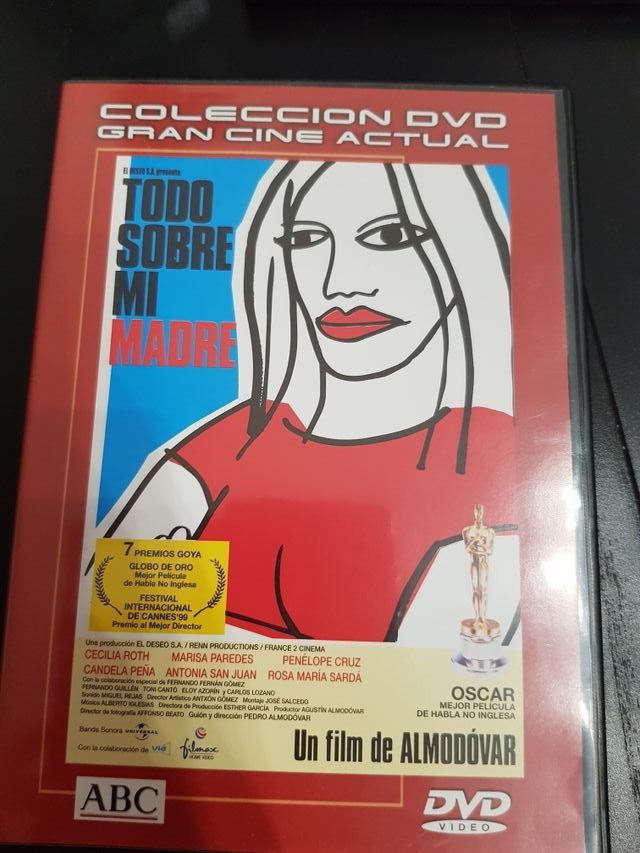 COLECCION DVD
GRAN CINE ACTUAL
EL DESEO S.A. presenta:
TODO
SOBRE
MI
MADRE
7 PREMIOS GOYA
GLOBO DE ORO
Mejor Película
de Habla No Inglesa
FESTIVAL
INTERNACIONAL
DE CANNES'99
Premio al Mejor Director
Una producción EL DESEO S.A. / RENN PRODUCTIONS / FRANCE 2 CINEMA
CECILIA ROTH MARISA PAREDES PENÉLOPE CRUZ
CANDELA PEÑA ANTONIA SAN JUAN ROSA MARÍA SARDÁ
Con la colaboración especial de FERNANDO FERNÁN GÓMEZ
FERNANDO GUILLÉN TONI CANTÓ ELOY AZORÍN y CARLOS LOZANO
Sonido MIGUEL REJAS Director Artístico ANTXÓN GÓMEZ Montaje JOSÉ SALCEDO
Música ALBERTO IGLESIAS Directora de Producción ESTHER GARCÍA Productor AGUSTÍN ALMODÓVAR
Director de fotografía AFFONSO BEATO Guión y dirección PEDRO ALMODÓVAR
OSCAR
MEJOR PELÍCULA
DE HABLA NO INGLESA
Banda Sonora UNIVERSAL
Con la colaboración de vía filmax
HOME VIDEO
Un film de ALMODÓVAR
ABC
DVD
VIDEO